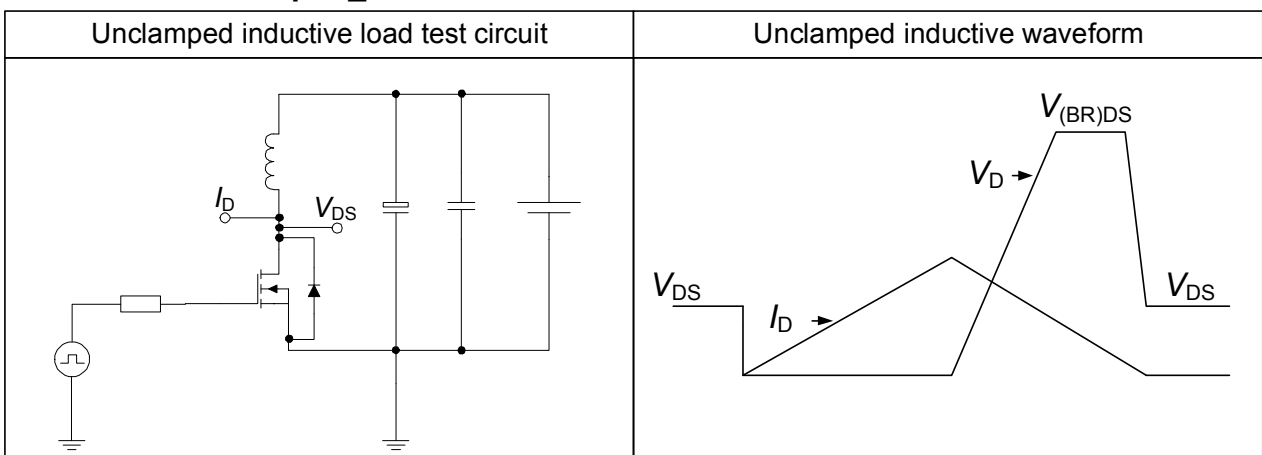 Unclamped inductive load test circuit
Unclamped inductive waveform
I_D
V_DS
V_(BR)DS
V_D
V_DS
I_D
V_DS